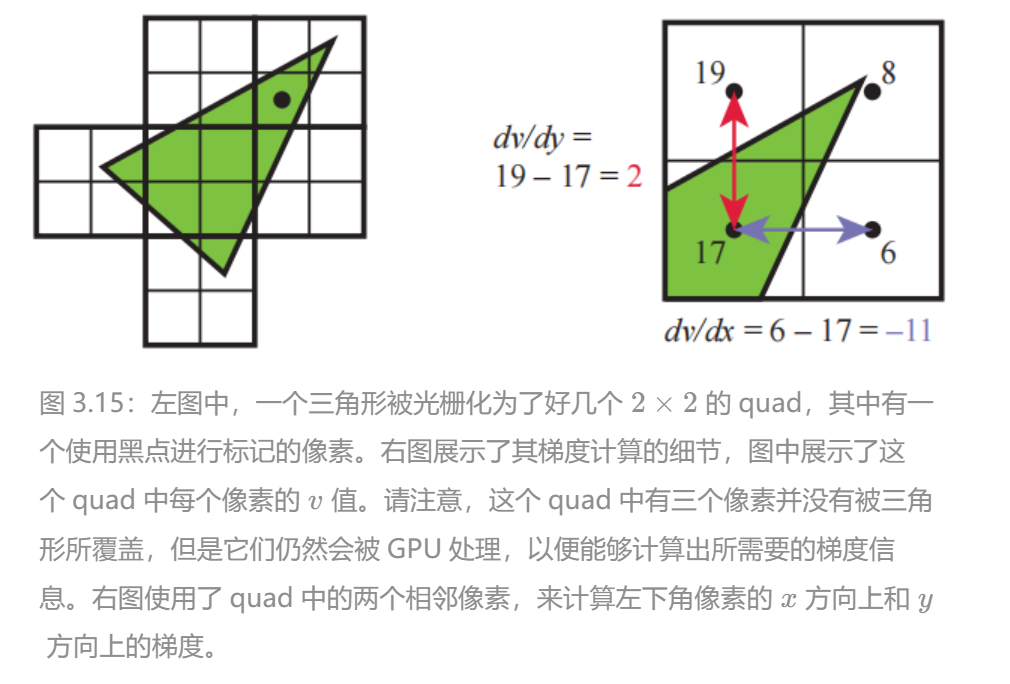 19
8
dv/dy =
19 – 17 = 2
17
6
dv/dx = 6 – 17 = –11
图 3.15：左图中，一个三角形被光栅化为了好几个 2 × 2 的 quad，其中有一
个使用黑点进行标记的像素。右图展示了其梯度计算的细节，图中展示了这
个 quad 中每个像素的 v 值。请注意，这个 quad 中有三个像素并没有被三角
形所覆盖，但是它们仍然会被 GPU 处理，以便能够计算出所需要的梯度信
息。右图使用了 quad 中的两个相邻像素，来计算左下角像素的 x 方向上和 y
方向上的梯度。